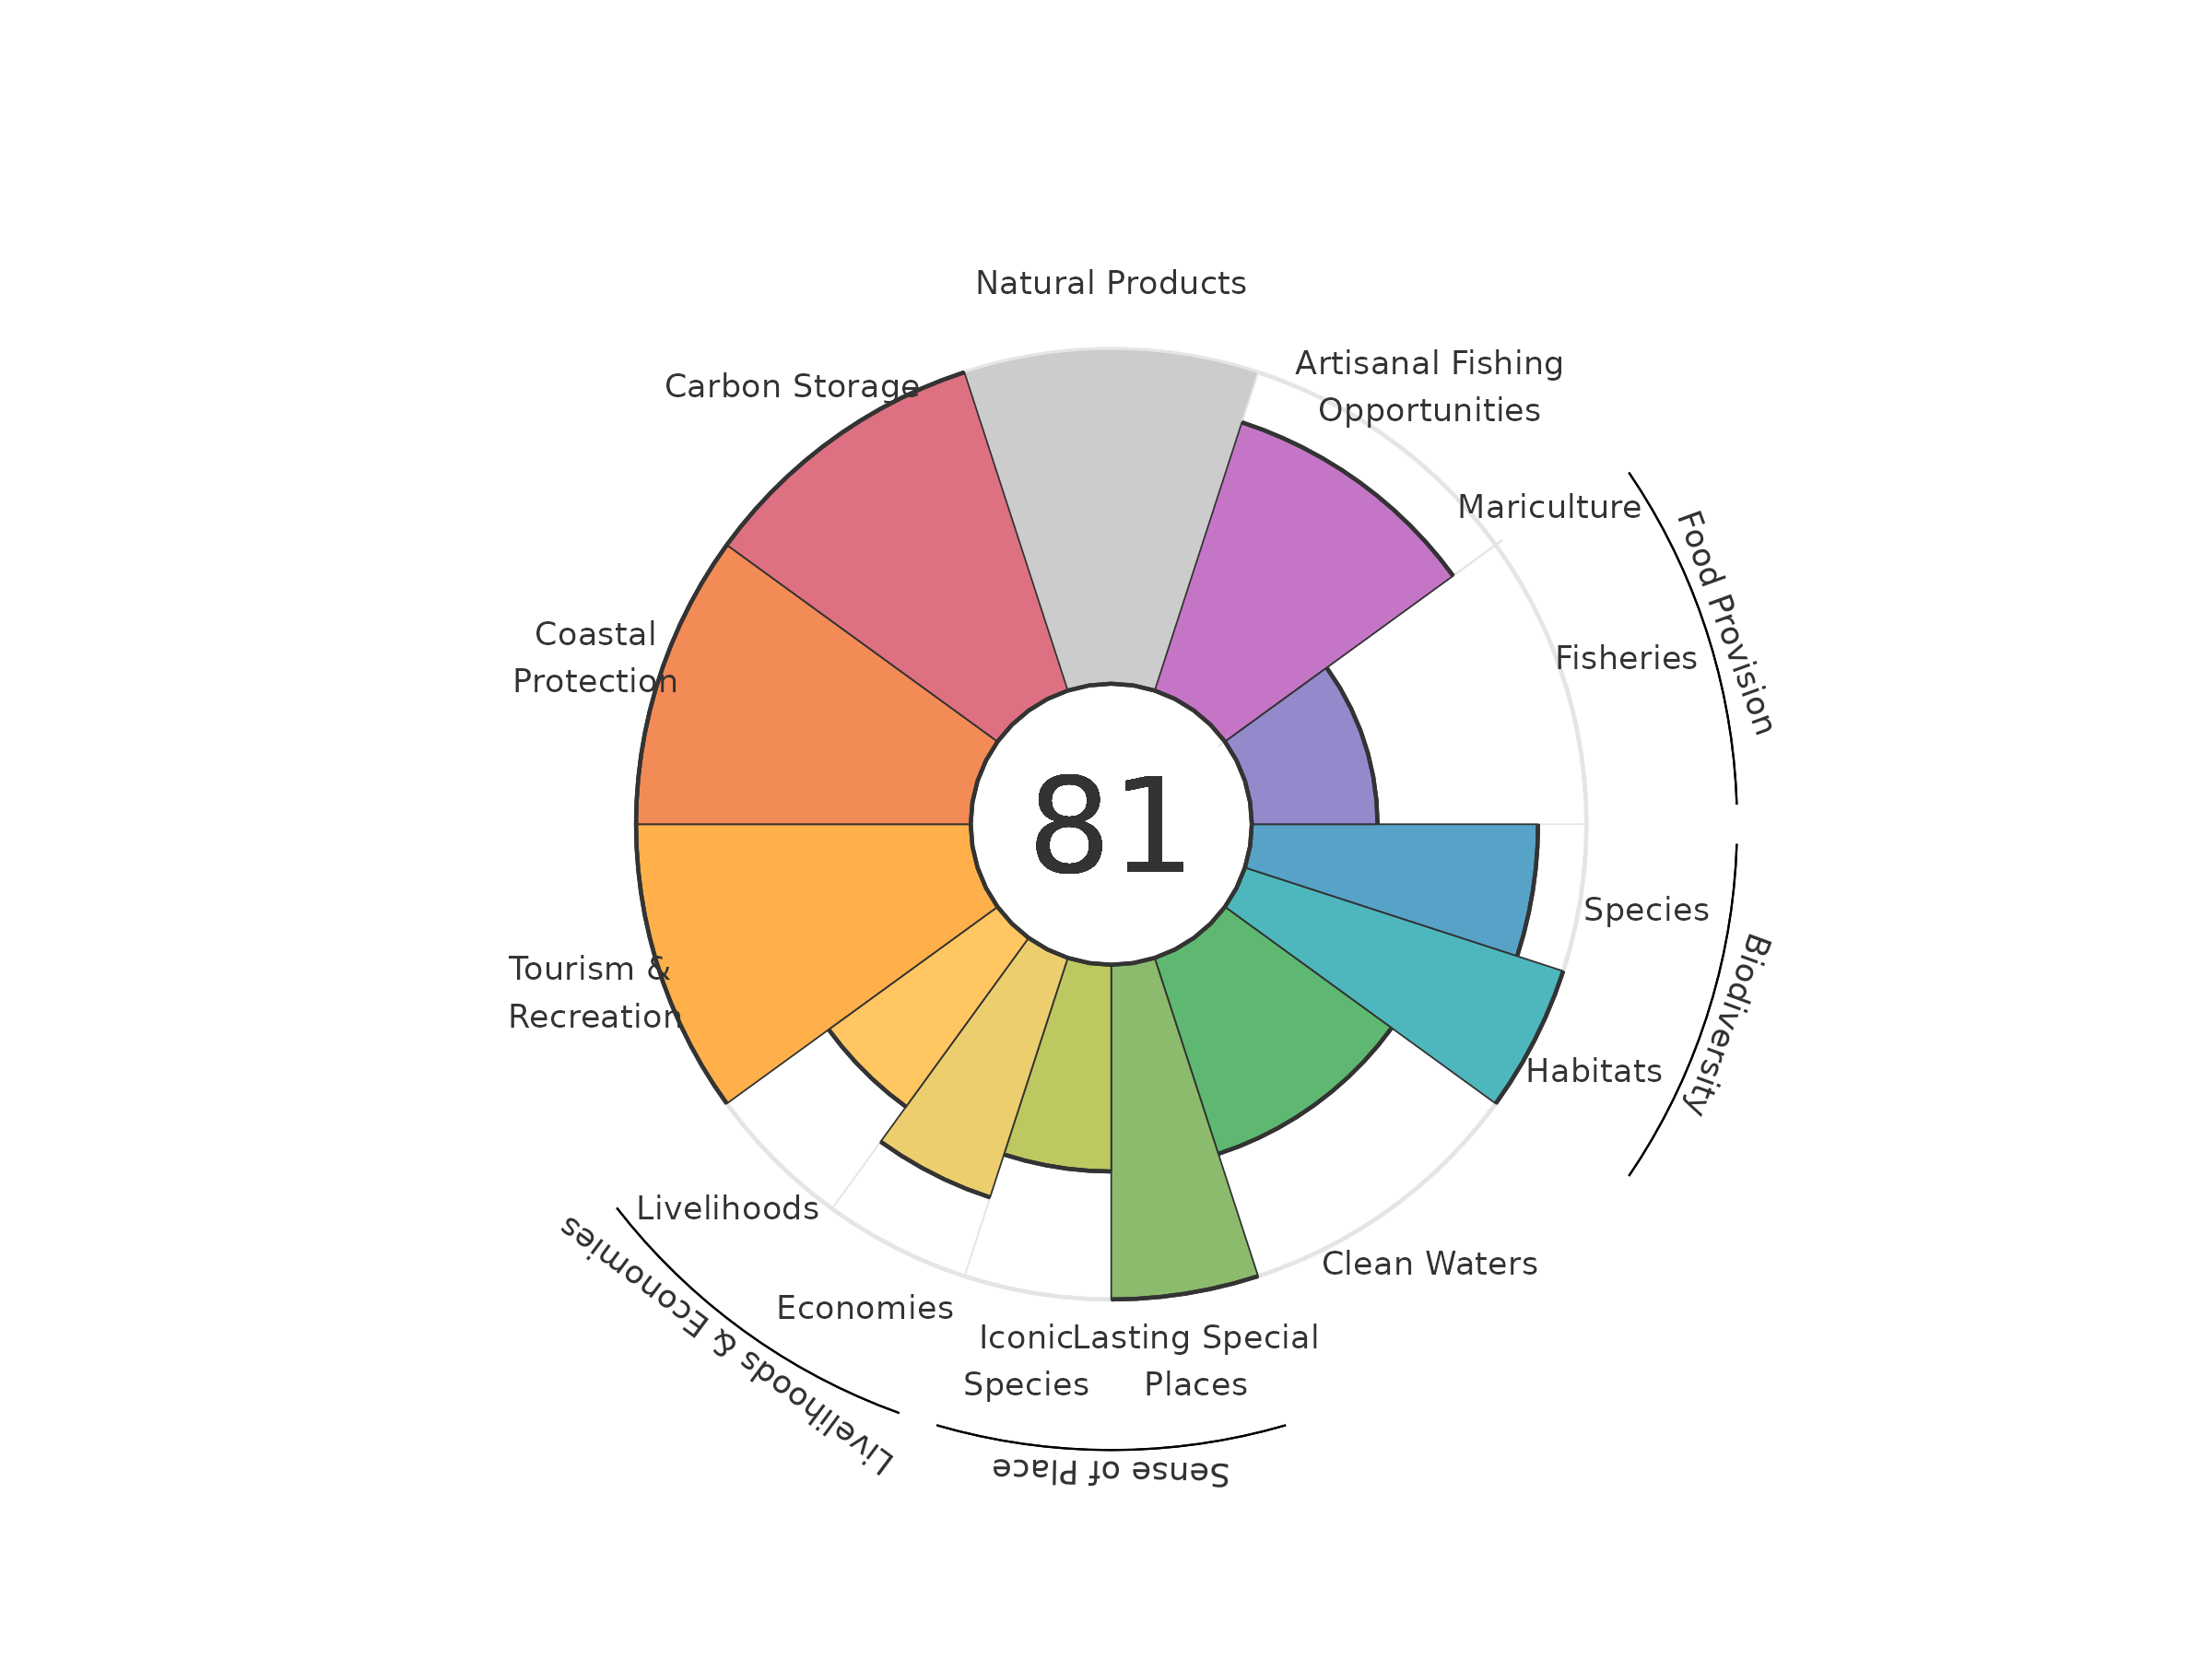 Natural Products
Artisanal Fishing
Opportunities
Carbon Storage
Mariculture
Food Provision
Coastal
Protection
Fisheries
81
Species
Biodiversity
Tourism &
Recreation
Habitats
Livelihoods
Clean Waters
Livelihoods & Economies
Economies
Iconic
Species
Lasting Special
Places
Sense of Place